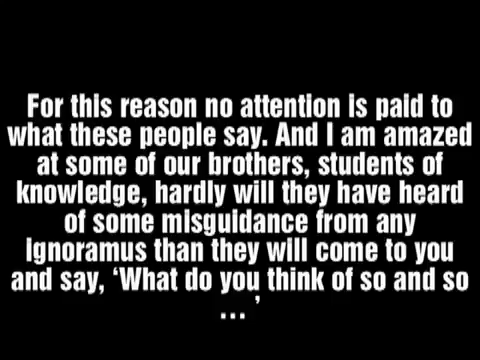 For this reason no attention is paid to
what these people say. And I am amazed
at some of our brothers, students of
knowledge, hardly will they have heard
of some misguidance from any
ignoramus than they will come to you
and say, ‘What do you think of so and so
... ’